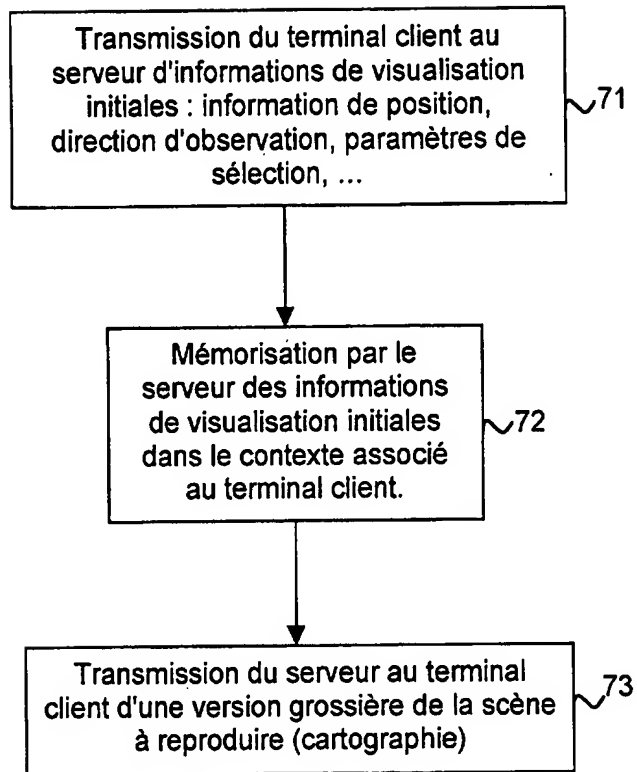 Transmission du terminal client au
serveur d'informations de visualisation
initiales : information de position,
direction d'observation, paramètres de
sélection, ...
71
Mémorisation par le
serveur des informations
de visualisation initiales
dans le contexte associé
au terminal client.
72
Transmission du serveur au terminal
client d'une version grossière de la scène
à reproduire (cartographie)
73